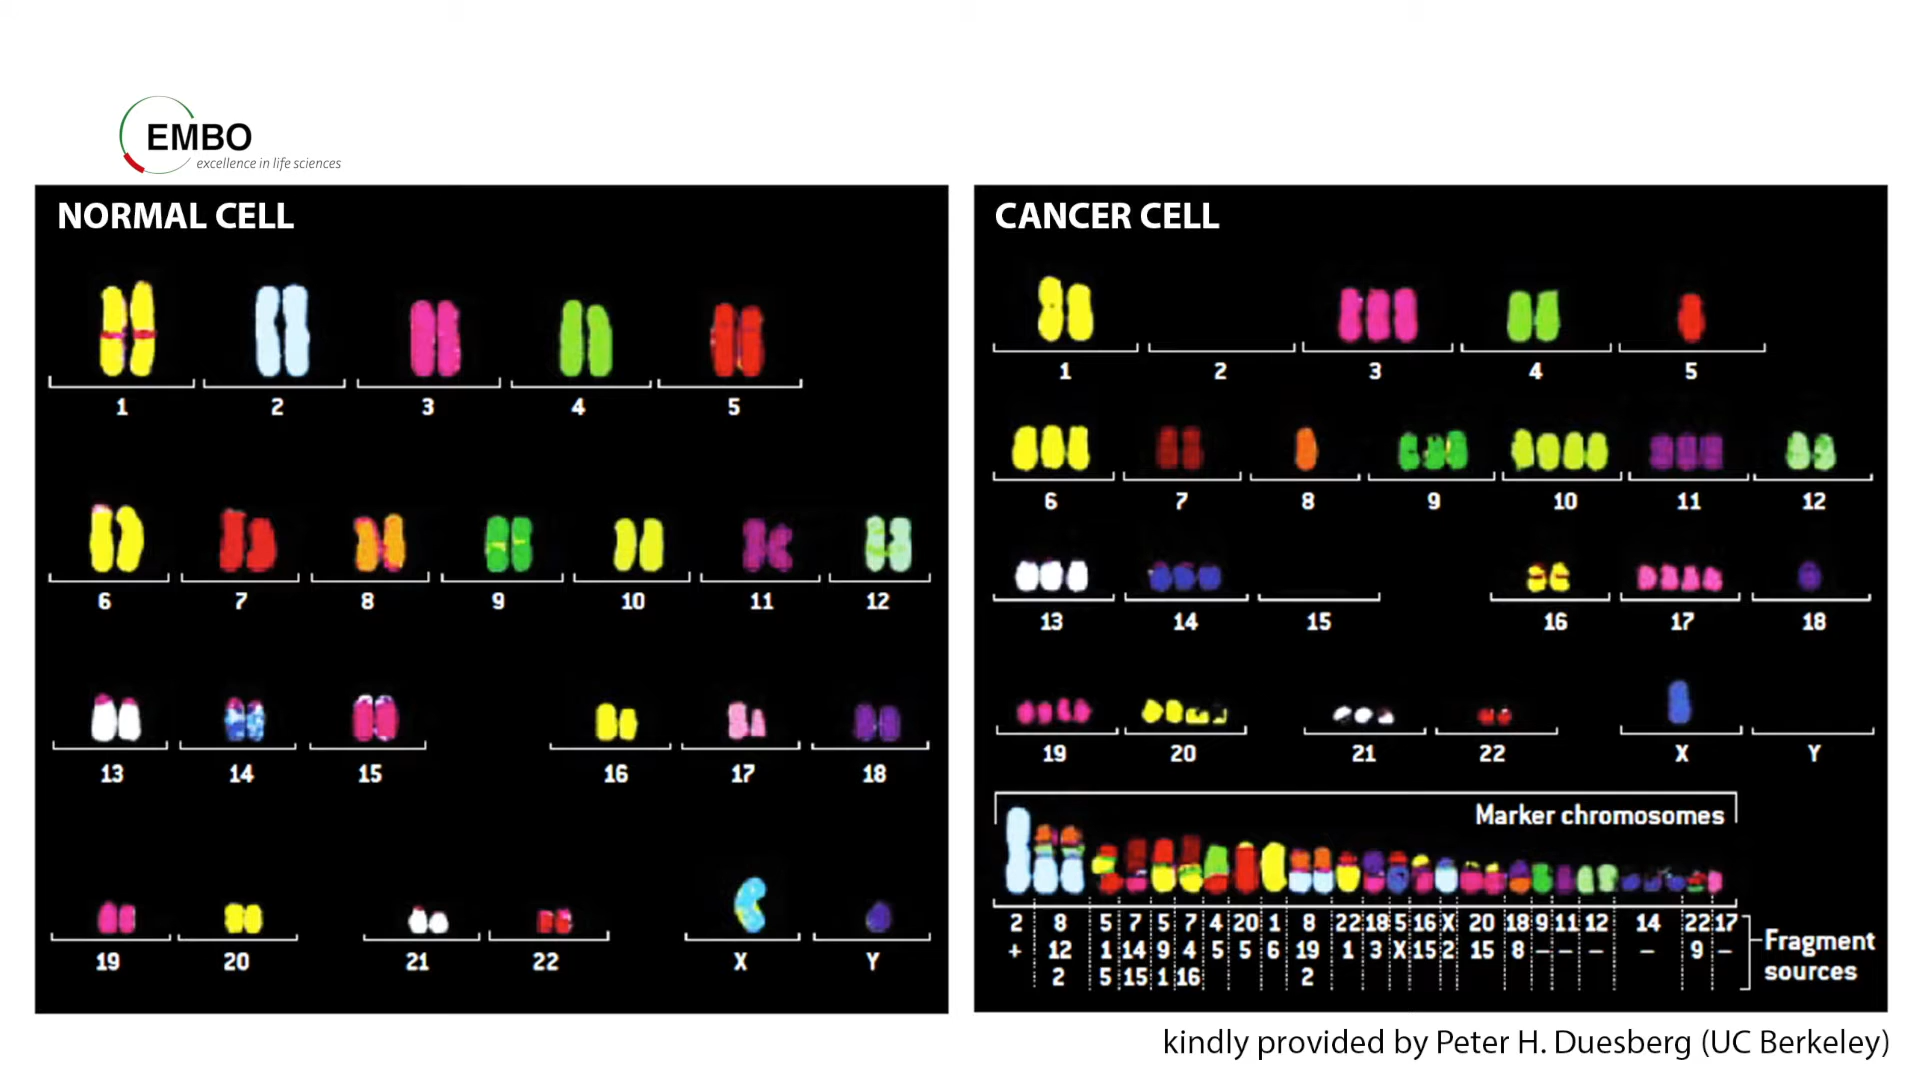 EMBO
excellence in life sciences
NORMAL CELL
1 2 3 4 5
6 7 8 9 10 11 12
13 14 15 16 17 18
19 20 21 22 X Y
CANCER CELL
1 2 3 4 5
6 7 8 9 10 11 12
13 14 15 16 17 18
19 20 21 22 X Y
Marker chromosomes
2 8 5 7 5 7 4 20 1 8 22 18 5 16 X 20 18 9 11 12 14 22 17
+ 12 1 14 9 4 5 5 6 19 1 3 X 15 2 15 8 – – – – 9 –
2 5 15 1 16 2
Fragment
sources
kindly provided by Peter H. Duesberg (UC Berkeley)